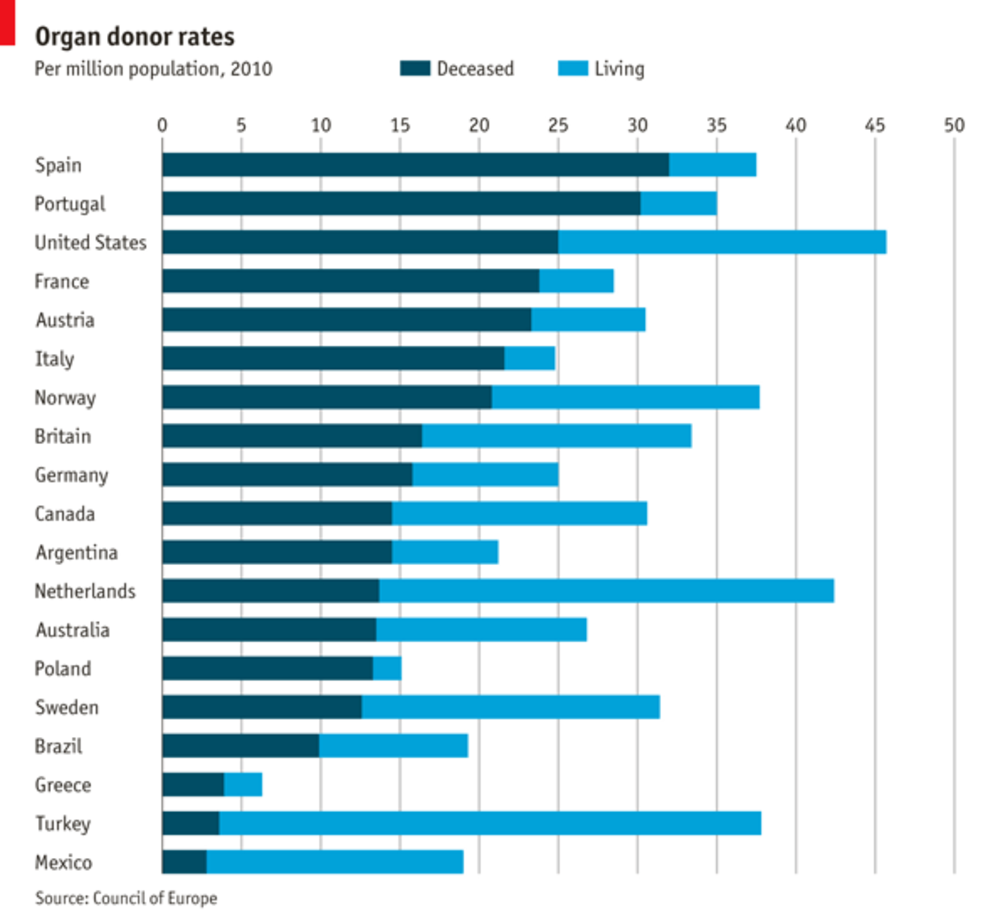 Organ donor rates
Per million population, 2010
Deceased
Living
0 5 10 15 20 25 30 35 40 45 50
Spain
Portugal
United States
France
Austria
Italy
Norway
Britain
Germany
Canada
Argentina
Netherlands
Australia
Poland
Sweden
Brazil
Greece
Turkey
Mexico
Source: Council of Europe